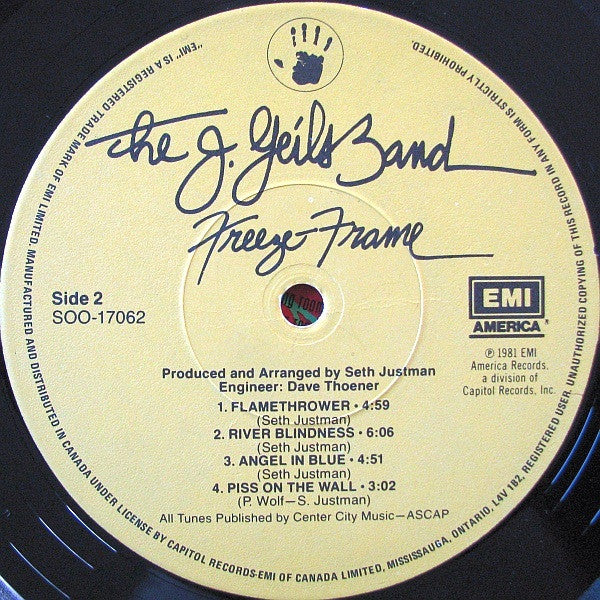 The J. Geils Band
Freeze-Frame
Side 2
SOO-17062
EMI
AMERICA
℗ 1981 EMI
America Records,
a division of
Capitol Records, Inc.
Produced and Arranged by Seth Justman
Engineer: Dave Thoener
1. FLAMETHROWER • 4:59
(Seth Justman)
2. RIVER BLINDNESS • 6:06
(Seth Justman)
3. ANGEL IN BLUE • 4:51
(Seth Justman)
4. PISS ON THE WALL • 3:02
(P. Wolf—S. Justman)
All Tunes Published by Center City Music—ASCAP
"EMI" IS A REGISTERED TRADE MARK OF EMI LIMITED. MANUFACTURED AND DISTRIBUTED IN CANADA UNDER LICENSE BY CAPITOL RECORDS-EMI OF CANADA LIMITED, MISSISSAUGA, ONTARIO, L4V 1B2. RESERVED USER. UNAUTHORIZED COPYING OF THIS RECORD IN ANY FORM IS STRICTLY PROHIBITED.